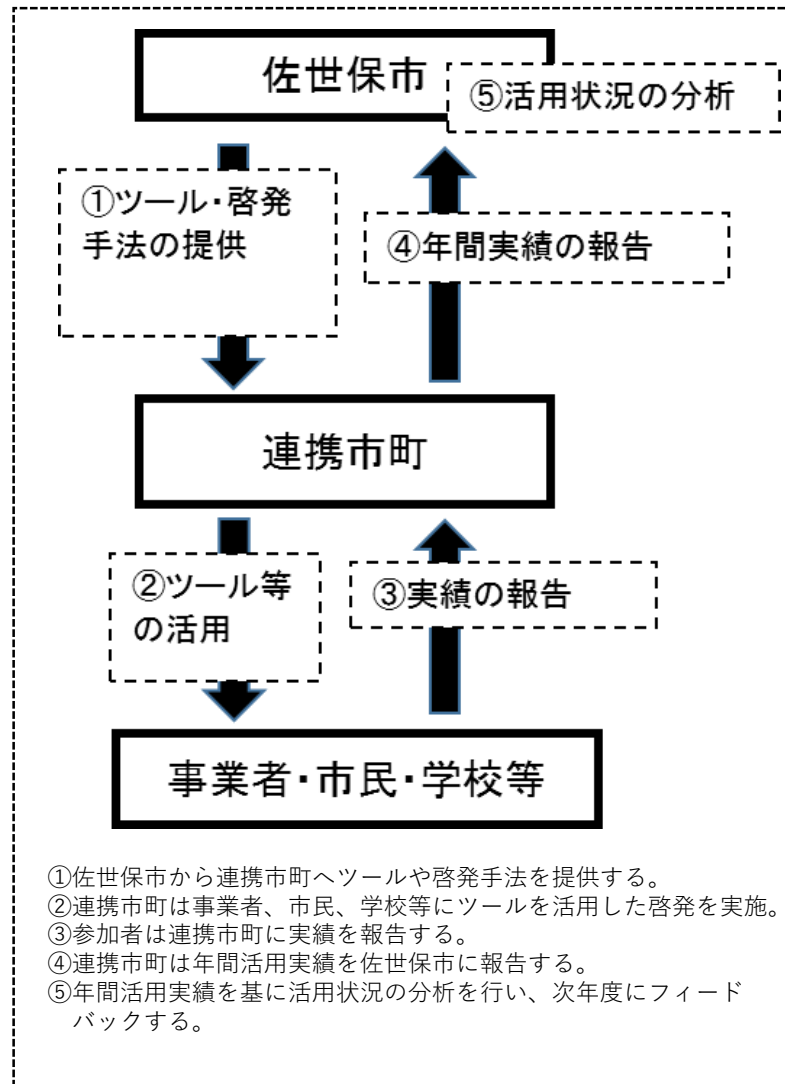 佐世保市
⑤活用状況の分析
①ツール・啓発
手法の提供
④年間実績の報告
連携市町
②ツール等
の活用
③実績の報告
事業者・市民・学校等
①佐世保市から連携市町へツールや啓発手法を提供する。
②連携市町は事業者、市民、学校等にツールを活用した啓発を実施。
③参加者は連携市町に実績を報告する。
④連携市町は年間活用実績を佐世保市に報告する。
⑤年間活用実績を基に活用状況の分析を行い、次年度にフィード
バックする。